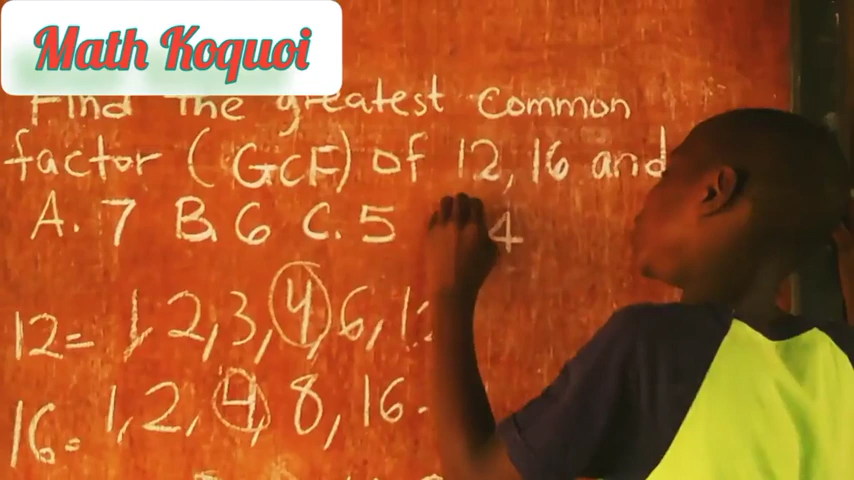 Math Koquoi
Find the greatest common
factor (GCF) of 12, 16 and
A. 7 B. 6 C. 5 4
12= 1, 2, 3, 4, 6, 12
16= 1, 2, 4, 8, 16.